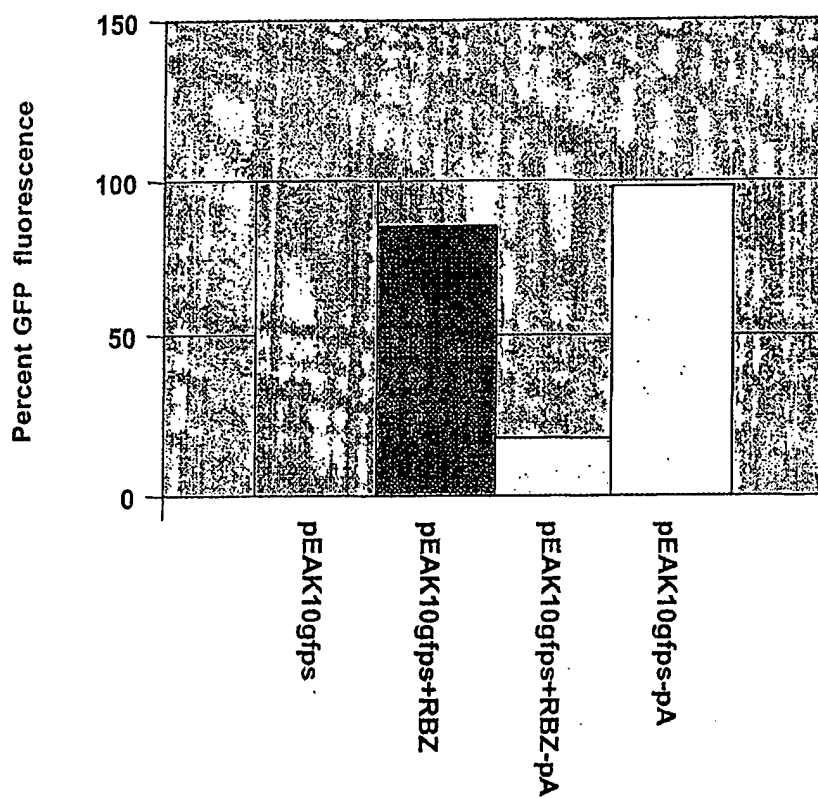 Percent GFP fluorescence
150
100
50
0
pEAK10gfps
pEAK10gfps+RBZ
pEAK10gfps+RBZ-pA
pEAK10gfps-pA